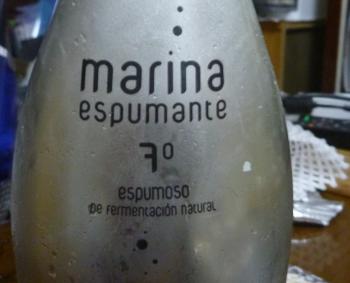 marina
espumante
7º
espumoso
De fermentación natural